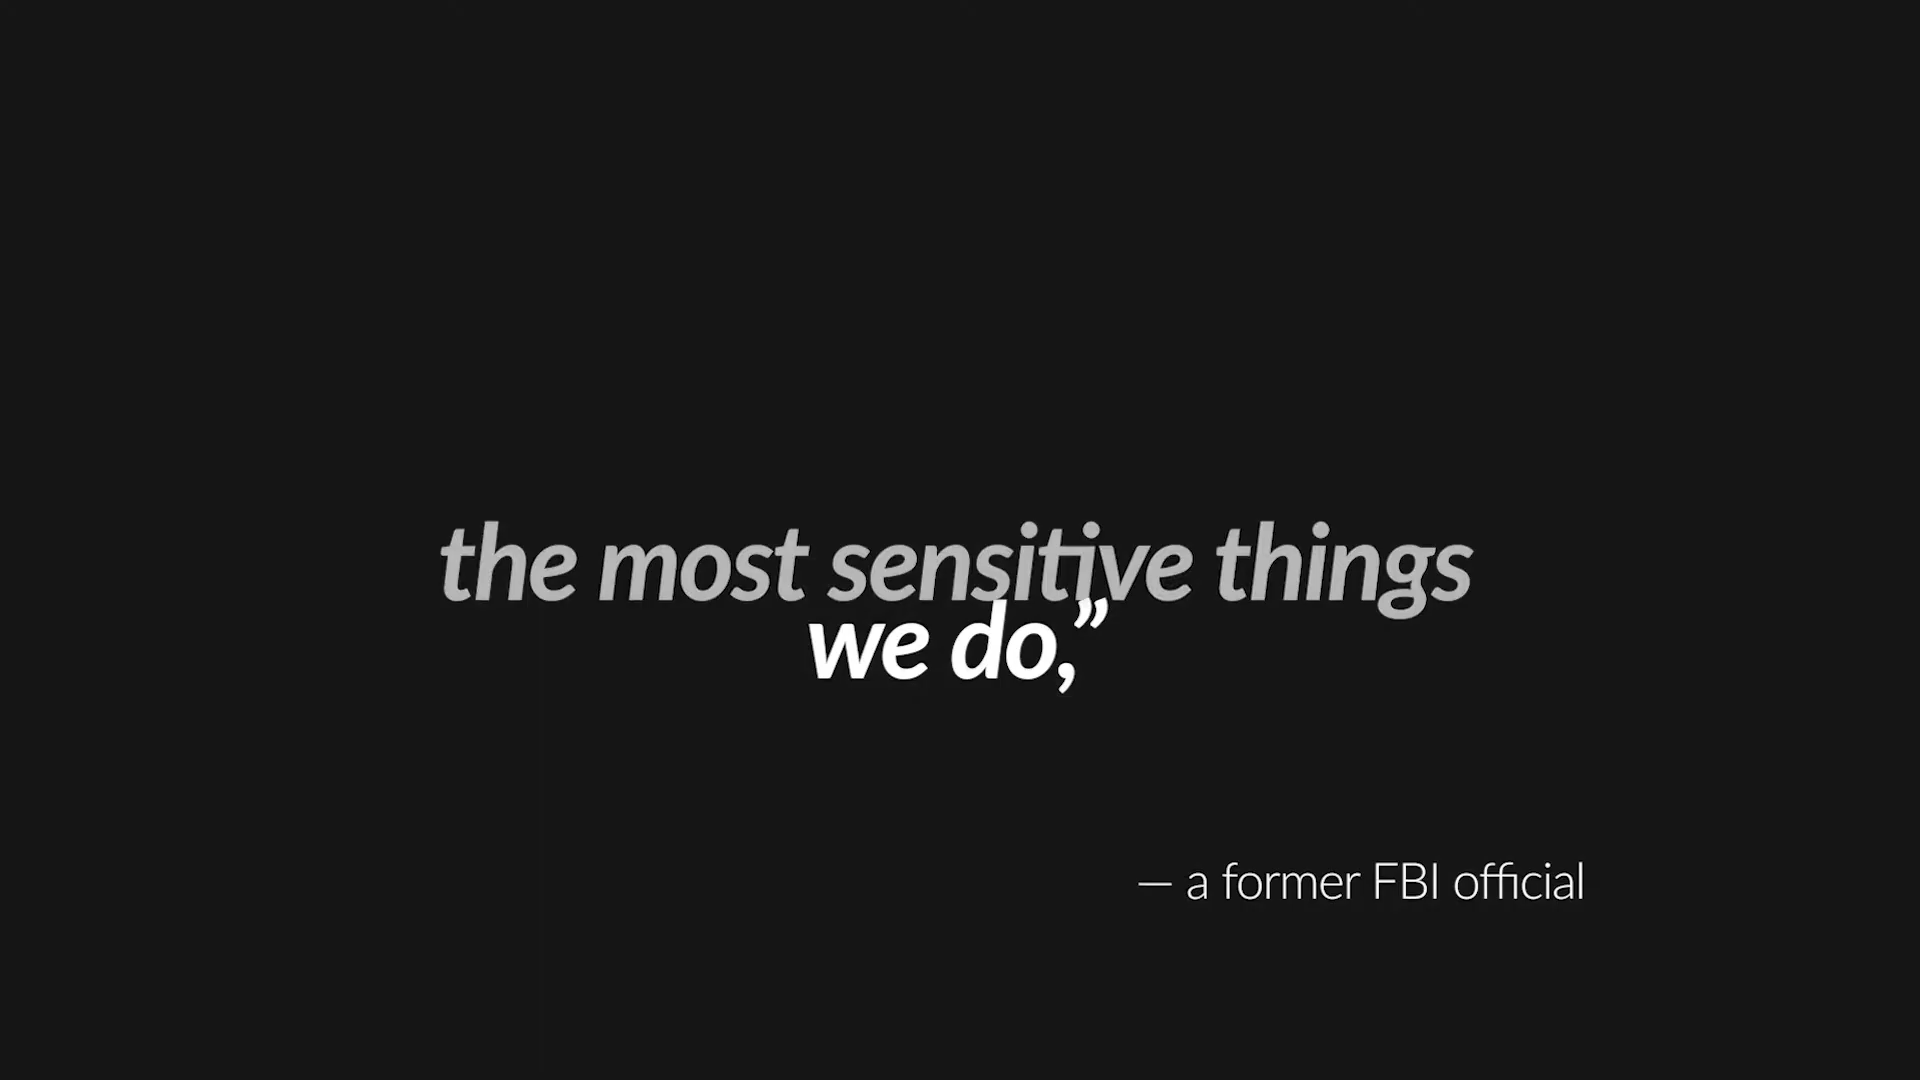 the most sensitive things
we do,”
— a former FBI official